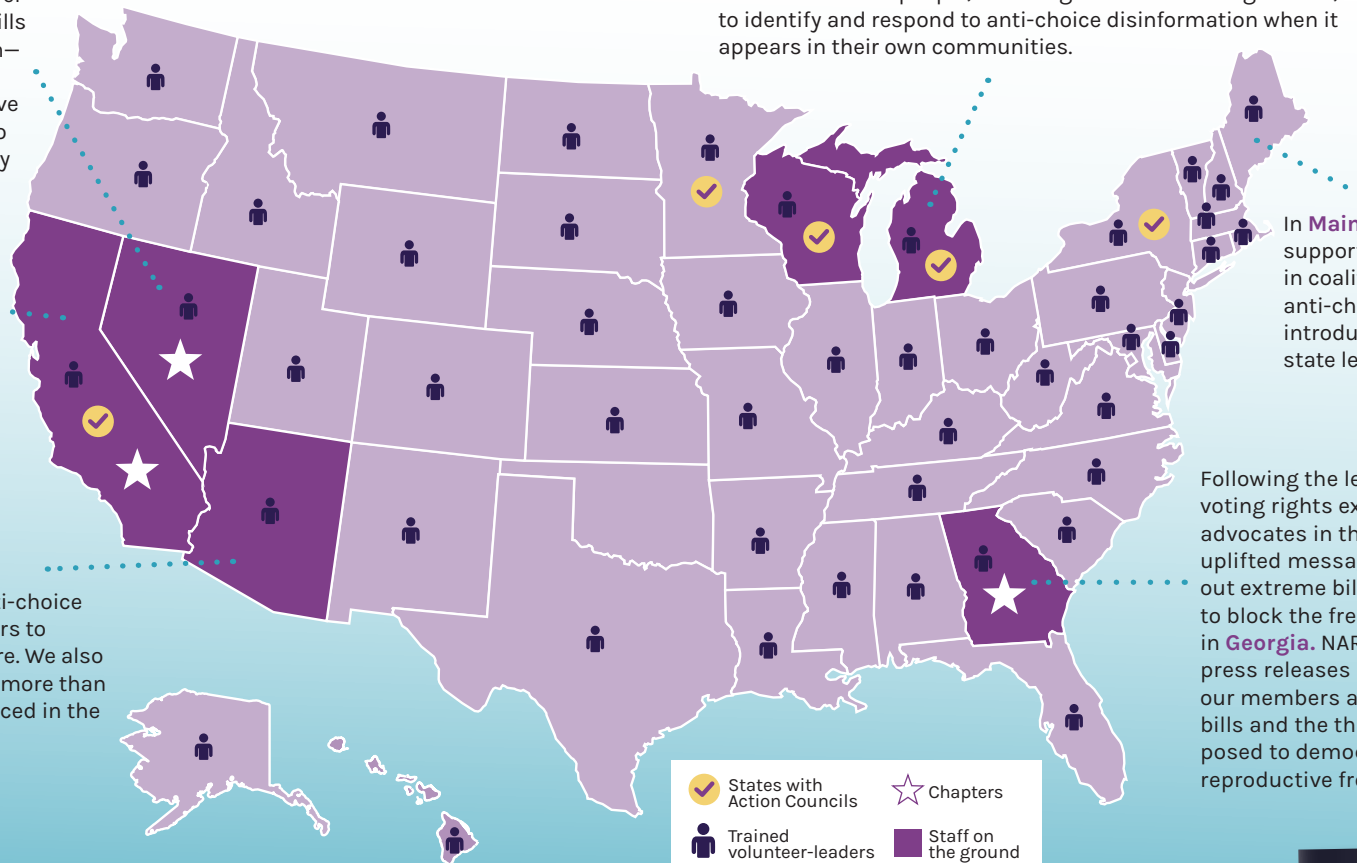 ills
n—
ve
y
to identify and respond to anti-choice disinformation when it
appears in their own communities.
In Main
support
in coali
anti-ch
introdu
state le
Following the le
voting rights ex
advocates in th
uplifted messa
out extreme bil
to block the fre
in Georgia. NAR
press releases
our members a
bills and the th
posed to demo
reproductive fre
ti-choice
rs to
re. We also
more than
ced in the
States with
Action Councils
Chapters
Trained
volunteer-leaders
Staff on
the ground